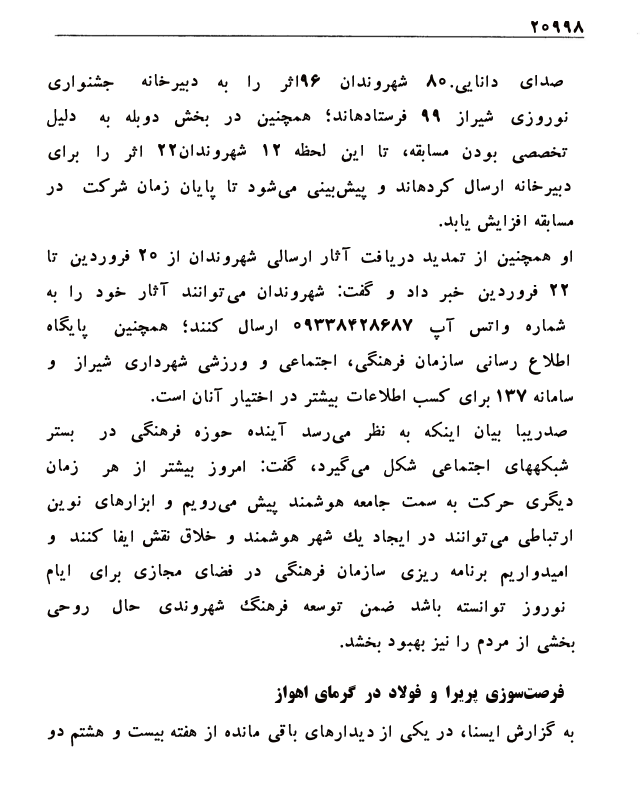 ۲۰۹۹۸
صدای دانایی.۸۰ شهروندان ۹۶اثر را به دبیرخانه جشنواری
نوروزی شیراز ۹۹ فرستادهاند؛ همچنین در بخش دوبله به دلیل
تخصصی بودن مسابقه، تا این لحظه ۱۲ شهروندان۲۲ اثر را برای
دبیرخانه ارسال کردهاند و پیش‌بینی می‌شود تا پایان زمان شرکت در
مسابقه افزایش یابد.
او همچنین از تمدید دریافت آثار ارسالی شهروندان از ۲۰ فروردین تا
۲۲ فروردین خبر داد و گفت: شهروندان می‌توانند آثار خود را به
شماره واتس آپ ۰۹۳۳۸۴۲۸۶۸۷ ارسال کنند؛ همچنین پایگاه
اطلاع رسانی سازمان فرهنگی، اجتماعی و ورزشی شهرداری شیراز و
سامانه ۱۳۷ برای کسب اطلاعات بیشتر در اختیار آنان است.
صدریبا بیان اینکه به نظر می‌رسد آینده حوزه فرهنگی در بستر
شبکههای اجتماعی شکل می‌گیرد، گفت: امروز بیشتر از هر زمان
دیگری حرکت به سمت جامعه هوشمند پیش می‌رویم و ابزارهای نوین
ارتباطی می‌توانند در ایجاد یك شهر هوشمند و خلاق نقش ایفا کنند و
امیدواریم برنامه ریزی سازمان فرهنگی در فضای مجازی برای ایام
نوروز توانسته باشد ضمن توسعه فرهنگ شهروندی حال روحی
بخشی از مردم را نیز بهبود بخشد.
فرصت‌سوزی پریرا و فولاد در گرمای اهواز
به گزارش ایسنا، در یکی از دیدارهای باقی مانده از هفته بیست و هشتم دو